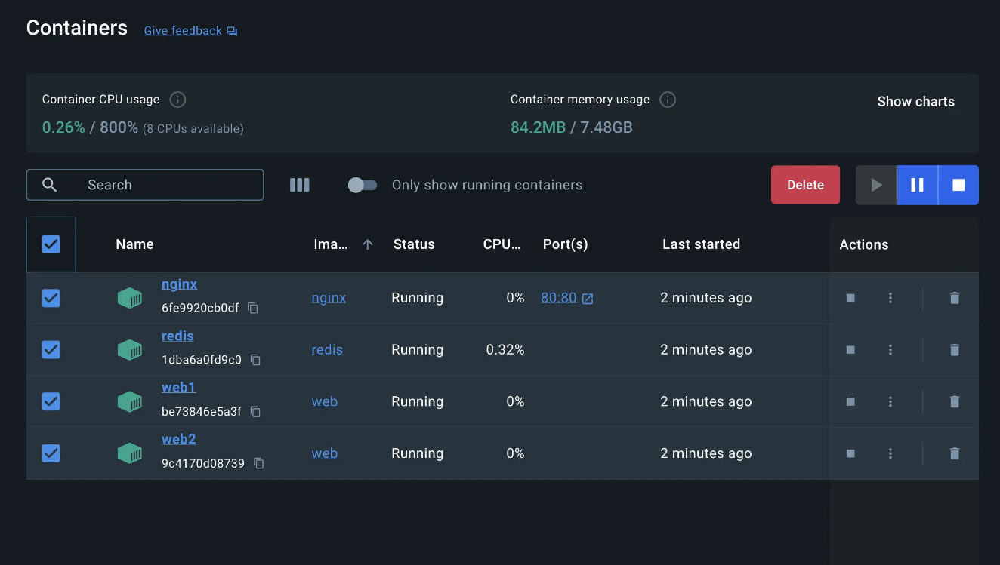 Containers Give feedback
Container CPU usage
0.26% / 800% (8 CPUs available)
Container memory usage
84.2MB / 7.48GB
Show charts
Search
Only show running containers
Delete
Name Ima... Status CPU... Port(s) Last started Actions
nginx
6fe9920cb0df
nginx Running 0% 80:80 2 minutes ago
redis
1dba6a0fd9c0
redis Running 0.32% 2 minutes ago
web1
be73846e5a3f
web Running 0% 2 minutes ago
web2
9c4170d08739
web Running 0% 2 minutes ago